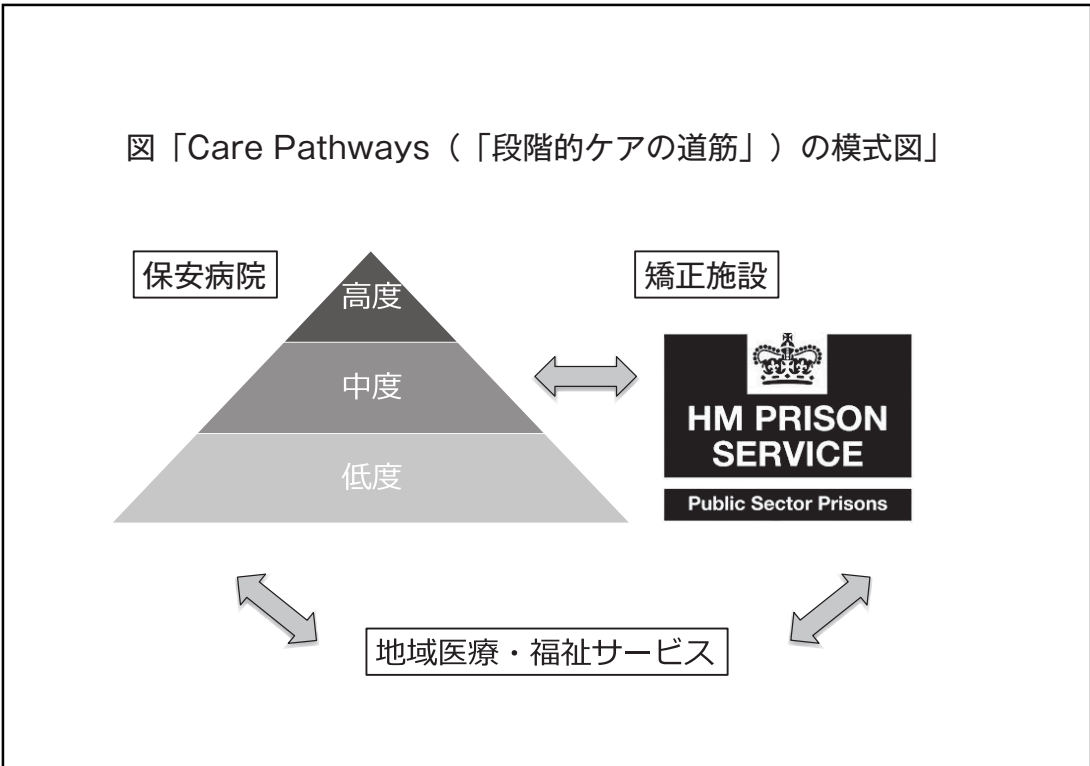 図「Care Pathways（「段階的ケアの道筋」）の模式図」
保安病院
矯正施設
高度
中度
低度
HM PRISON
SERVICE
Public Sector Prisons
地域医療・福祉サービス